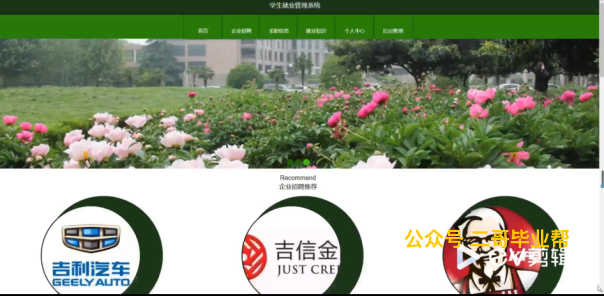 学生就业管理系统
首页 企业招聘 求职信息 就业知识 个人中心 后台管理
Recommend
企业招聘推荐
吉利汽车
GEELY AUTO
吉信金
JUST CRE
公众号:二哥毕业帮
剪辑